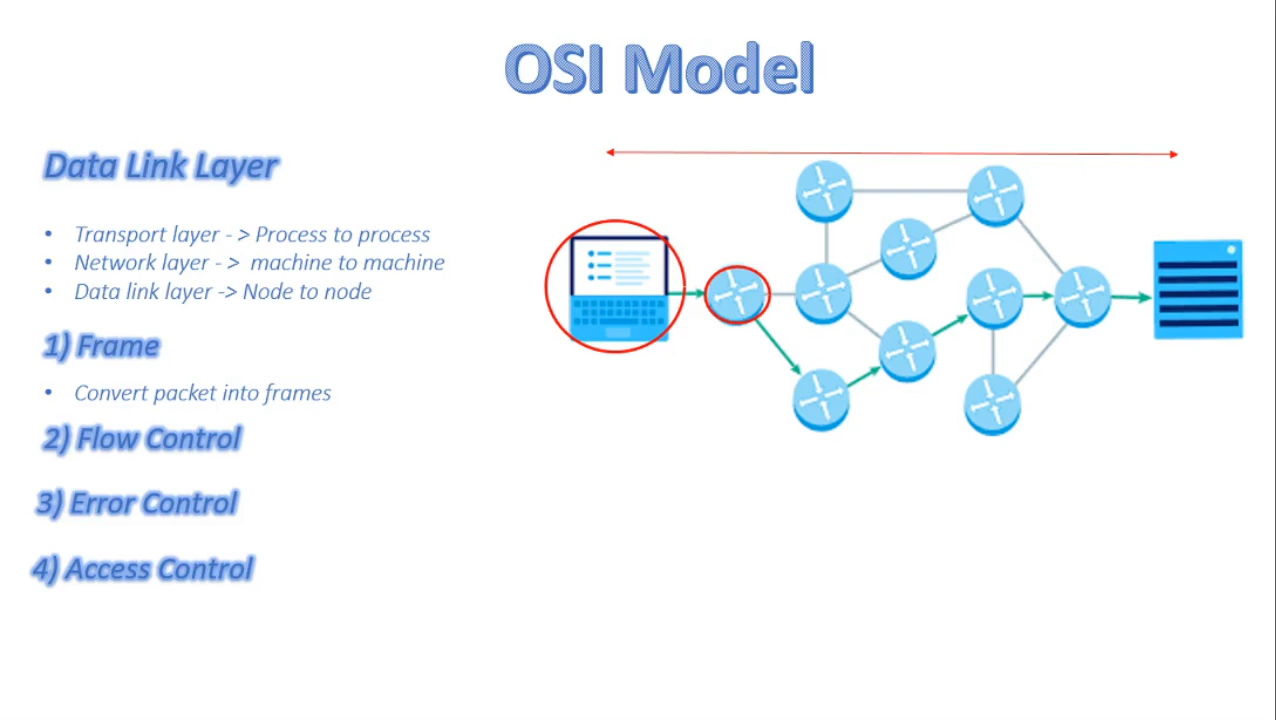 OSI Model
Data Link Layer
• Transport layer - > Process to process
• Network layer - > machine to machine
• Data link layer -> Node to node
1) Frame
• Convert packet into frames
2) Flow Control
3) Error Control
4) Access Control